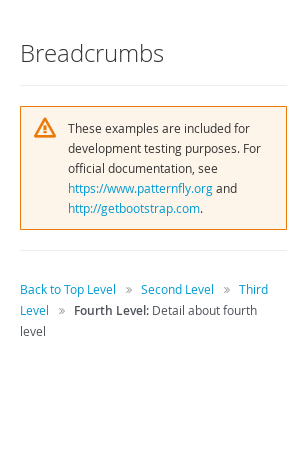 Breadcrumbs
These examples are included for
development testing purposes. For
official documentation, see
https://www.patternfly.org and
http://getbootstrap.com.
Back to Top Level » Second Level » Third
Level » Fourth Level: Detail about fourth
level